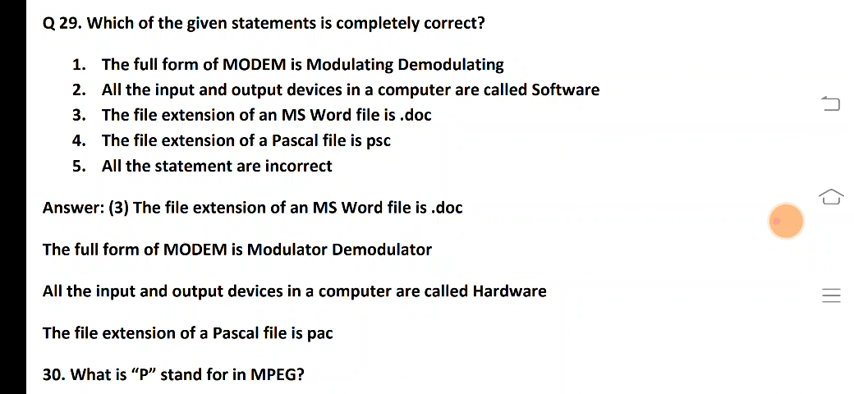 Q 29. Which of the given statements is completely correct?
1. The full form of MODEM is Modulating Demodulating
2. All the input and output devices in a computer are called Software
3. The file extension of an MS Word file is .doc
4. The file extension of a Pascal file is psc
5. All the statement are incorrect
Answer: (3) The file extension of an MS Word file is .doc
The full form of MODEM is Modulator Demodulator
All the input and output devices in a computer are called Hardware
The file extension of a Pascal file is pac
30. What is “P” stand for in MPEG?